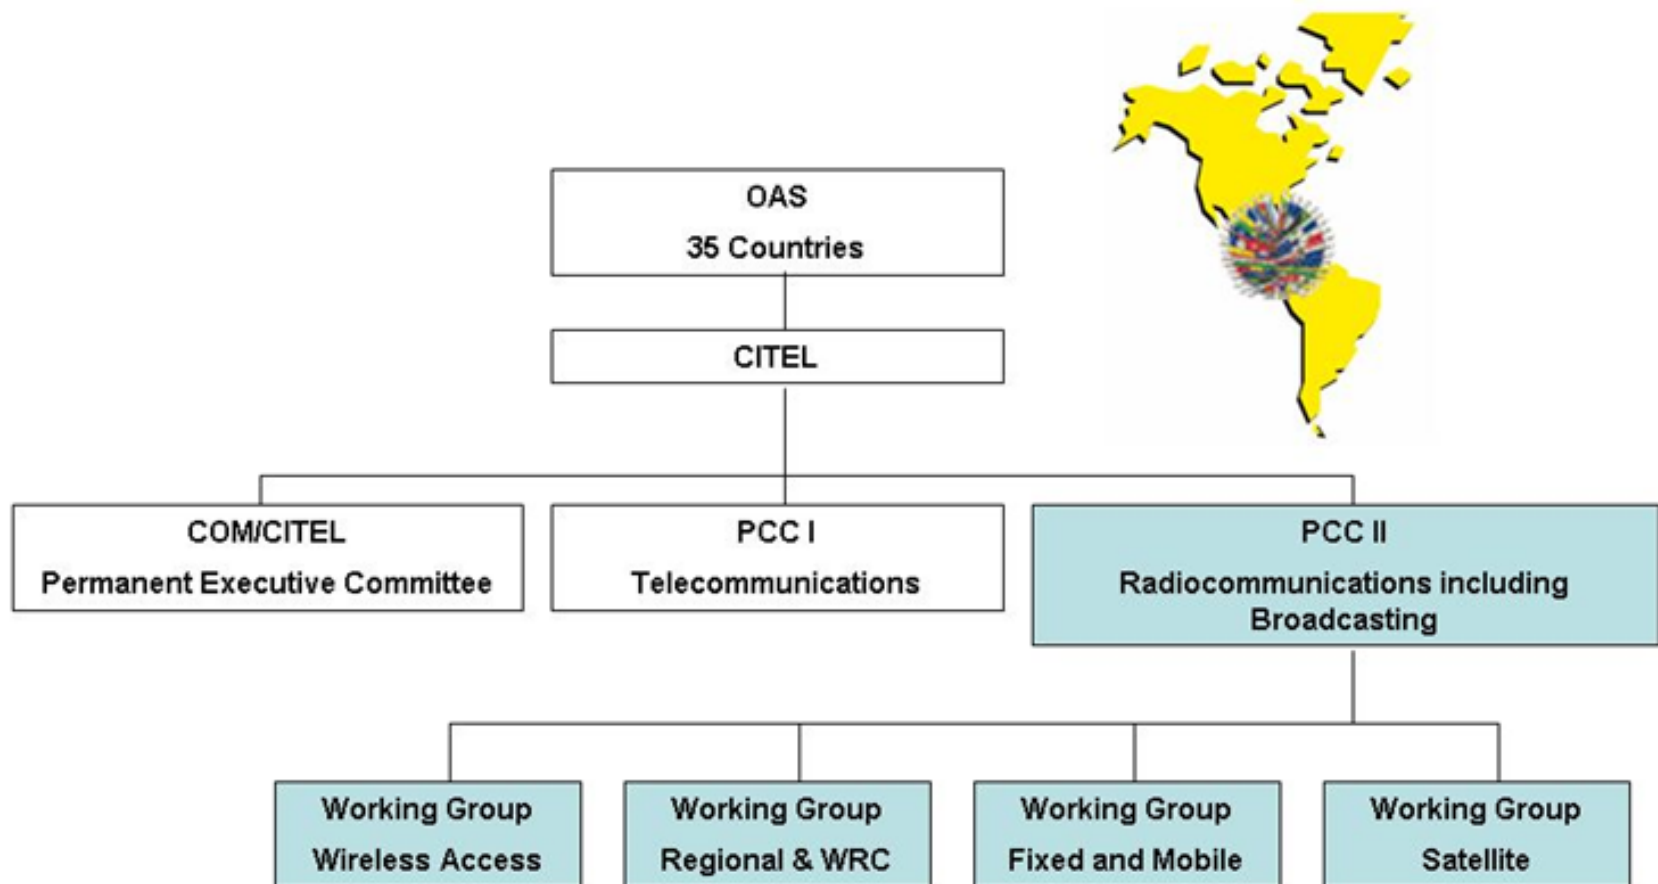 OAS
35 Countries
CITEL
COM/CITEL
Permanent Executive Committee
PCC I
Telecommunications
PCC II
Radiocommunications including
Broadcasting
Working Group
Wireless Access
Working Group
Regional & WRC
Working Group
Fixed and Mobile
Working Group
Satellite